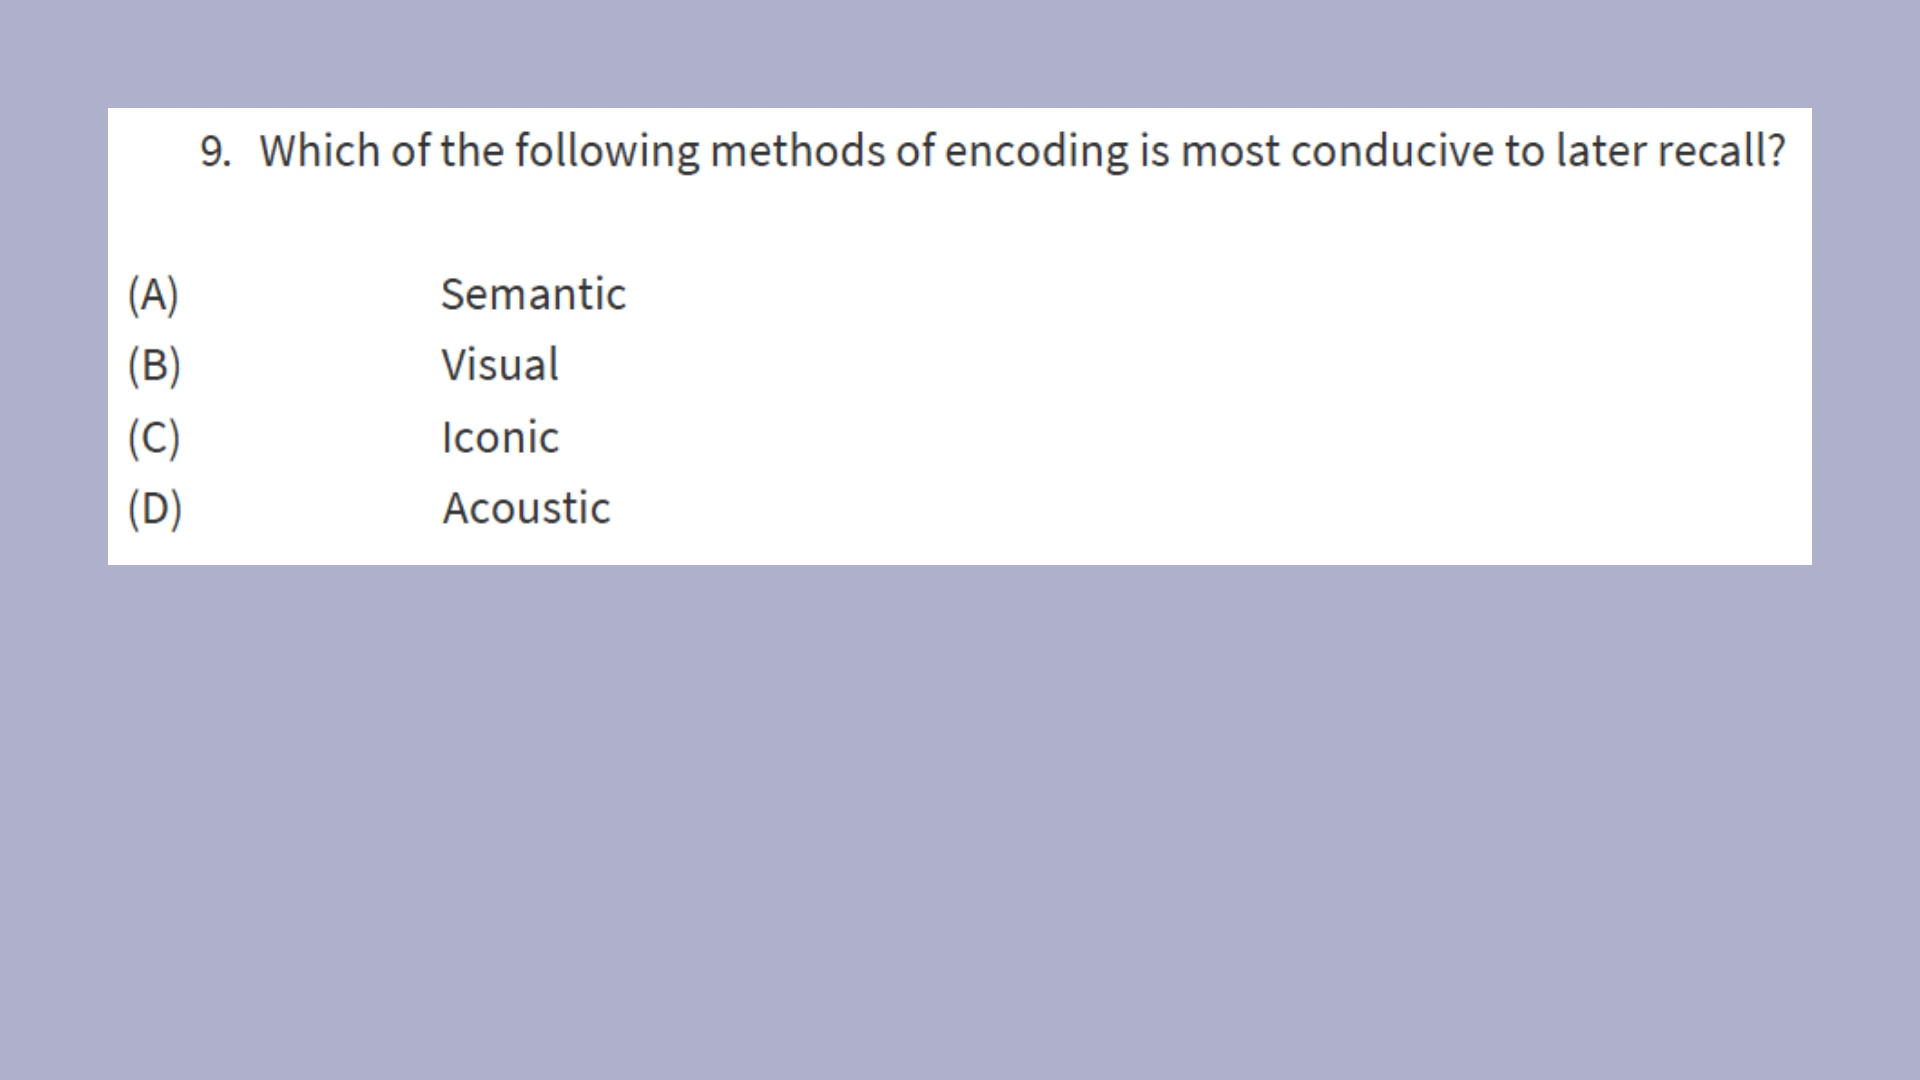 9. Which of the following methods of encoding is most conducive to later recall?
(A) Semantic
(B) Visual
(C) Iconic
(D) Acoustic